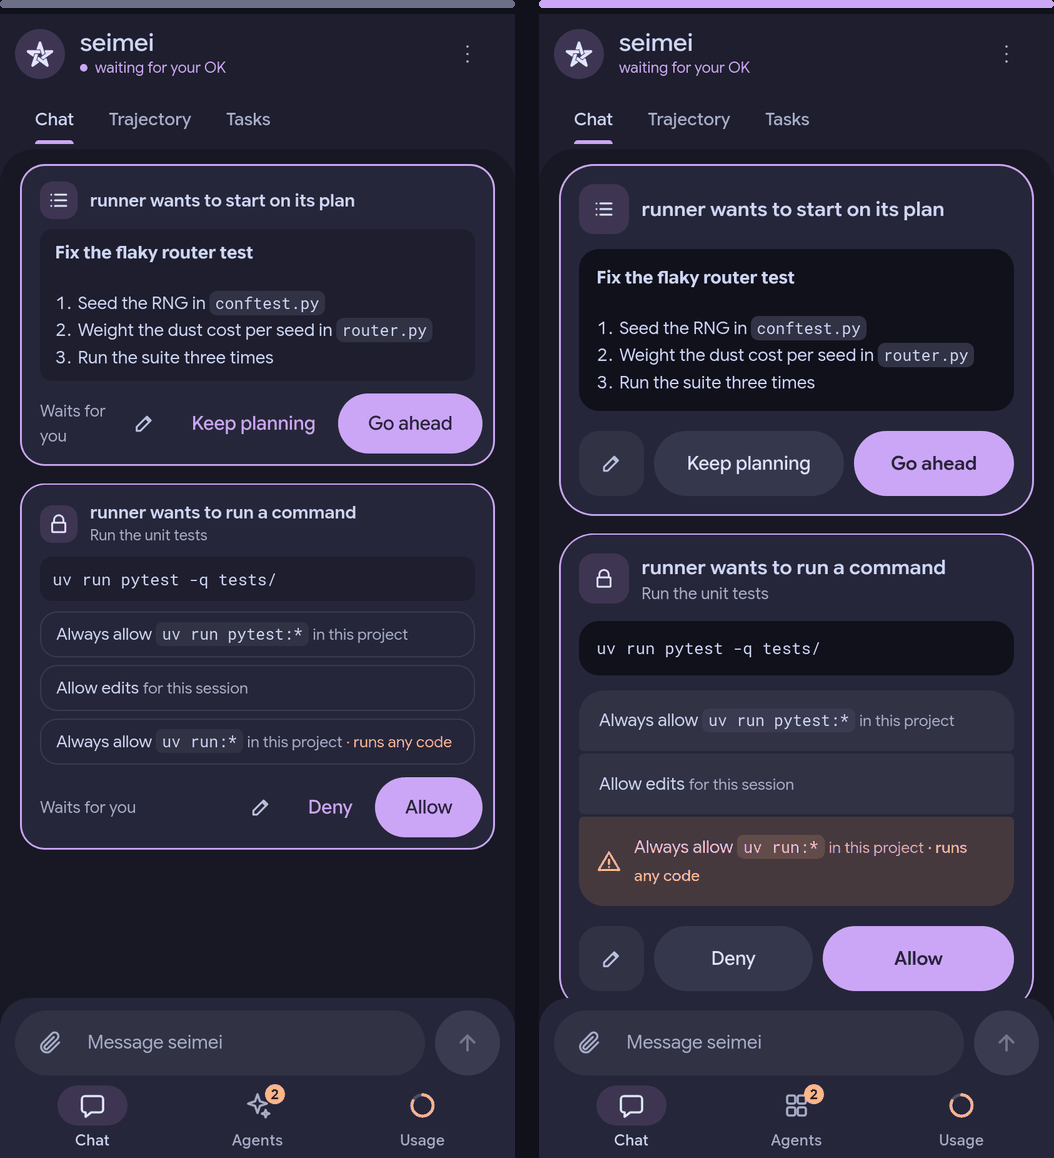 seimei
waiting for your OK
Chat Trajectory Tasks
runner wants to start on its plan
Fix the flaky router test
1. Seed the RNG in conftest.py
2. Weight the dust cost per seed in router.py
3. Run the suite three times
Waits for
you
Keep planning
Go ahead
runner wants to run a command
Run the unit tests
uv run pytest -q tests/
Always allow uv run pytest:* in this project
Allow edits for this session
Always allow uv run:* in this project · runs any code
Waits for you
Deny
Allow
Message seimei
2
Chat Agents Usage
seimei
waiting for your OK
Chat Trajectory Tasks
runner wants to start on its plan
Fix the flaky router test
1. Seed the RNG in conftest.py
2. Weight the dust cost per seed in router.py
3. Run the suite three times
Keep planning
Go ahead
runner wants to run a command
Run the unit tests
uv run pytest -q tests/
Always allow uv run pytest:* in this project
Allow edits for this session
Always allow uv run:* in this project · runs
any code
Deny
Allow
Message seimei
2
Chat Agents Usage